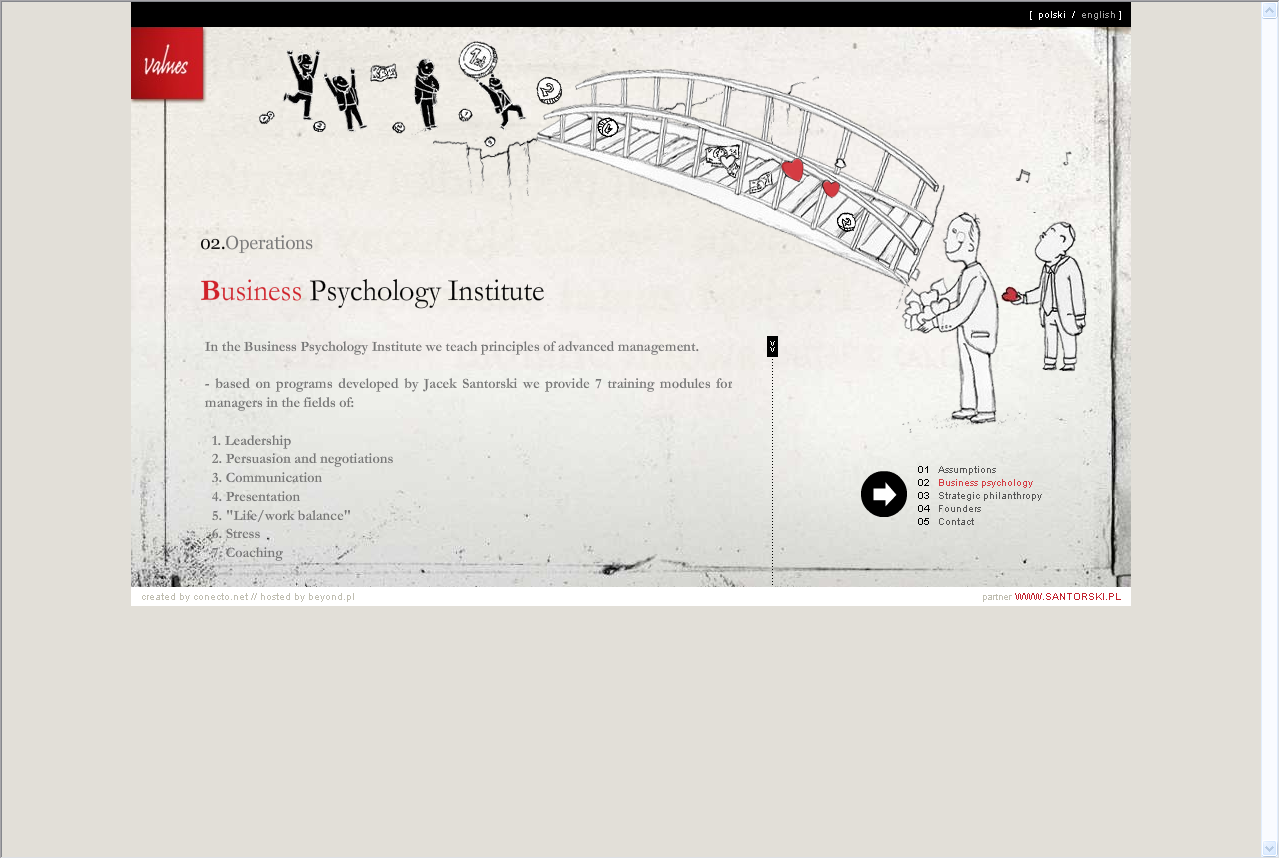 [ polski / english ]
Values
02.Operations
Business Psychology Institute
In the Business Psychology Institute we teach principles of advanced management.
- based on programs developed by Jacek Santorski we provide 7 training modules for
managers in the fields of:
1. Leadership
2. Persuasion and negotiations
3. Communication
4. Presentation
5. "Life/work balance"
6. Stress
7. Coaching
01 Assumptions
02 Business psychology
03 Strategic philanthropy
04 Founders
05 Contact
created by conecto.net // hosted by beyond.pl
partner WWW.SANTORSKI.PL